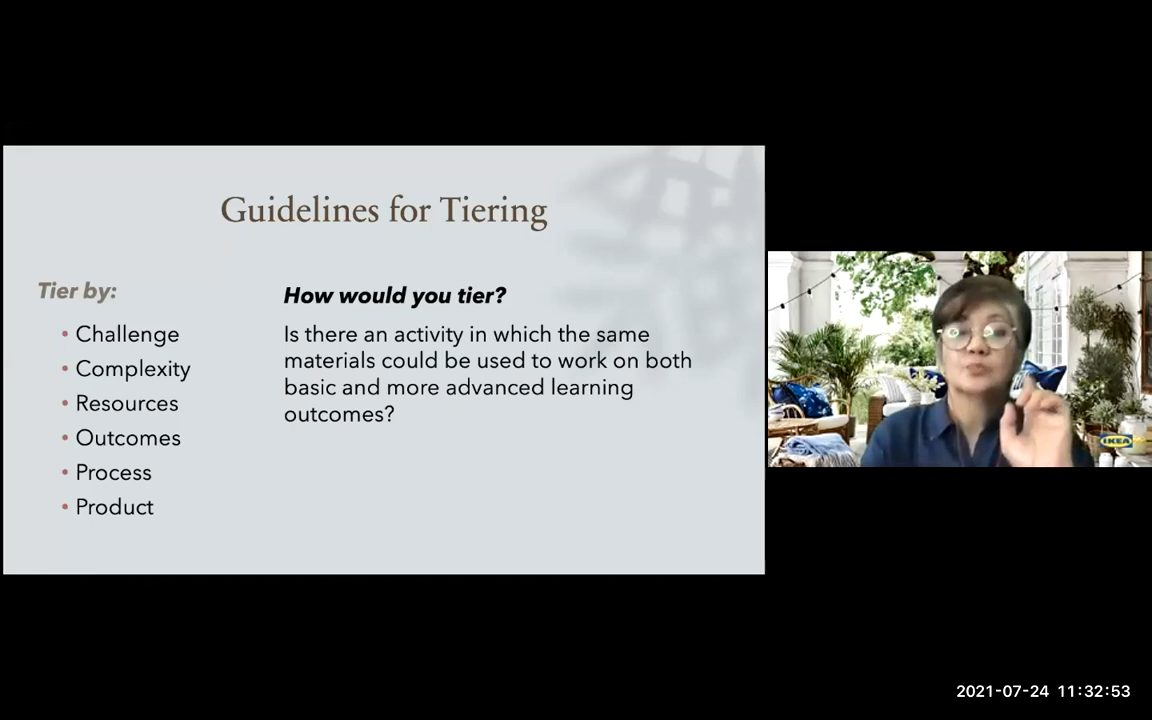 Guidelines for Tiering
Tier by:
• Challenge
• Complexity
• Resources
• Outcomes
• Process
• Product
How would you tier?
Is there an activity in which the same
materials could be used to work on both
basic and more advanced learning
outcomes?
IKEA
2021-07-24 11:32:53